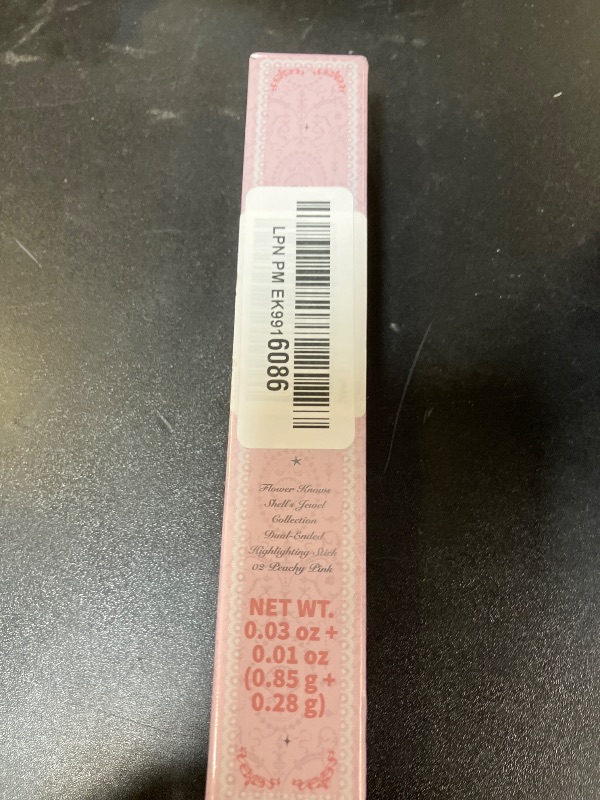 LPN PM EK9916086
Flower Knows
Shell's Jewel
Collection
Dual-Ended
Highlighting Stick
02 Peachy Pink
NET WT.
0.03 oz +
0.01 oz
(0.85 g +
0.28 g)